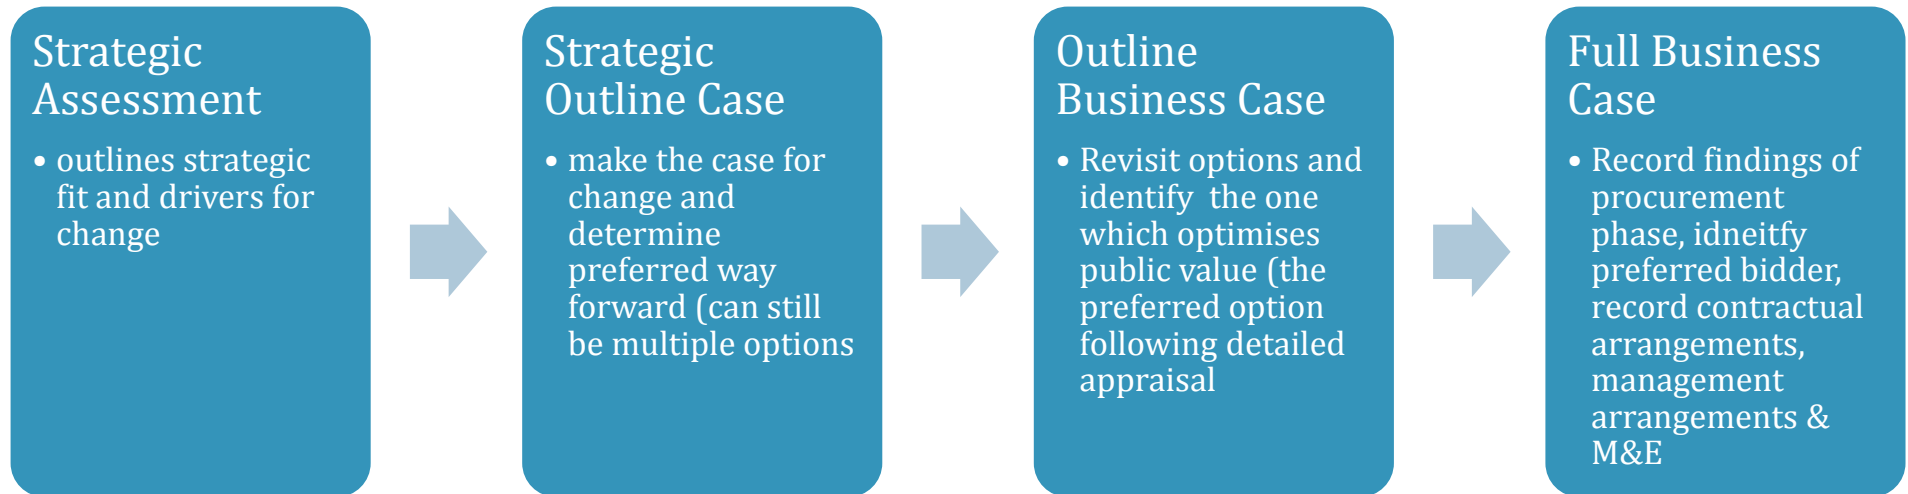 Strategic
Assessment
• outlines strategic
fit and drivers for
change
Strategic
Outline Case
• make the case for
change and
determine
preferred way
forward (can still
be multiple options
Outline
Business Case
• Revisit options and
identify  the one
which optimises
public value (the
preferred option
following detailed
appraisal
Full Business
Case
• Record findings of
procurement
phase, idneitfy
preferred bidder,
record contractual
arrangements,
management
arrangements &
M&E